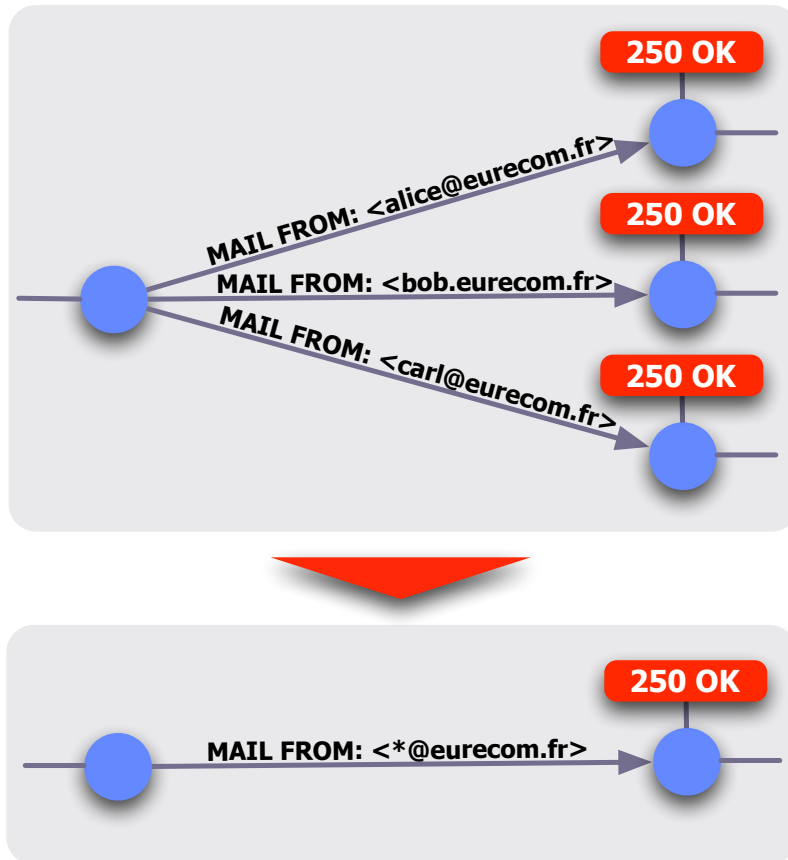 250 OK
MAIL FROM: <alice@eurecom.fr>
250 OK
MAIL FROM: <bob.eurecom.fr>
MAIL FROM: <carl@eurecom.fr>
250 OK
250 OK
MAIL FROM: <*@eurecom.fr>